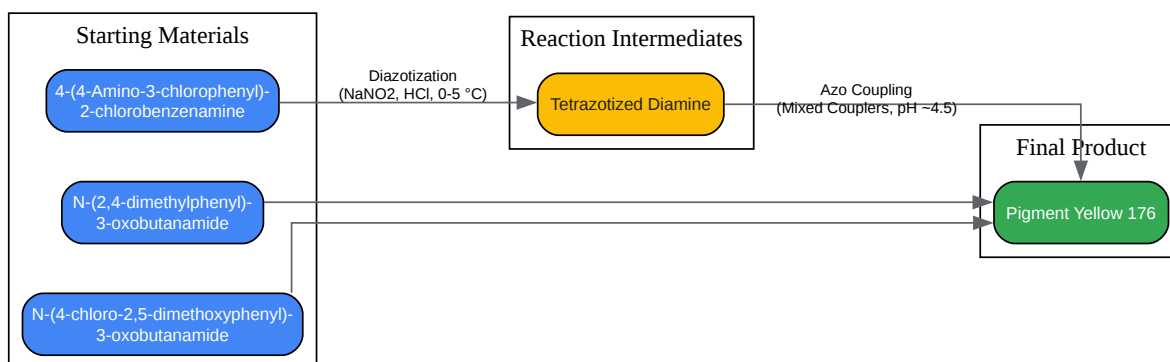 Starting Materials
4-(4-Amino-3-chlorophenyl)-
2-chlorobenzenamine
N-(2,4-dimethylphenyl)-
3-oxobutanamide
N-(4-chloro-2,5-dimethoxyphenyl)-
3-oxobutanamide
Diazotization
(NaNO2, HCl, 0-5 °C)
Reaction Intermediates
Tetrazotized Diamine
Azo Coupling
(Mixed Couplers, pH ~4.5)
Final Product
Pigment Yellow 176